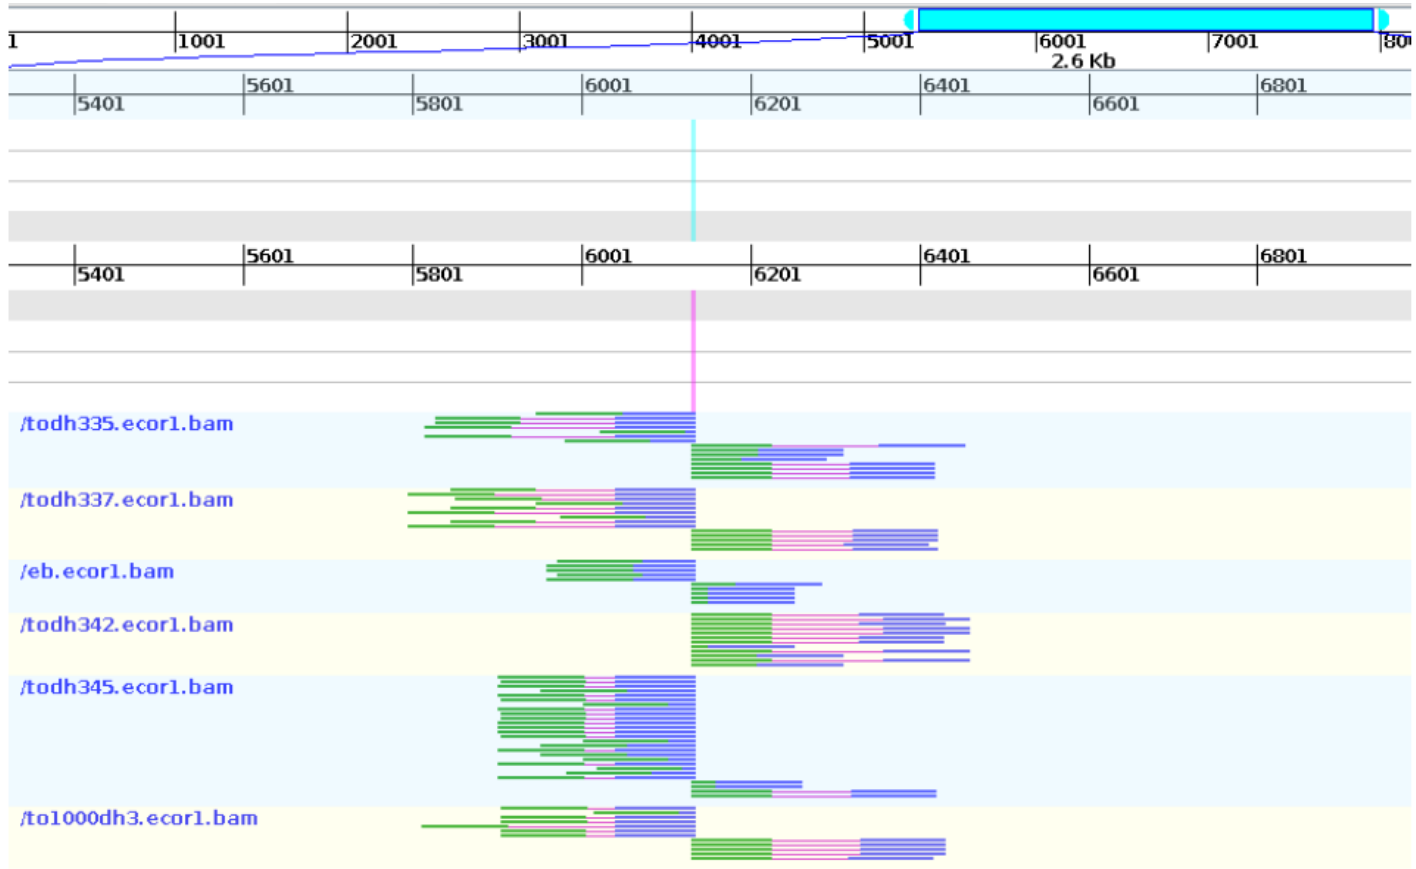 1 1001 2001 3001 4001 5001 6001 7001 80
2.6 Kb
5601 6001 6401 6801
5401 5801 6201 6601
5601 6001 6401 6801
5401 5801 6201 6601
/todh335.ecor1.bam
/todh337.ecor1.bam
/eb.ecor1.bam
/todh342.ecor1.bam
/todh345.ecor1.bam
/to1000dh3.ecor1.bam